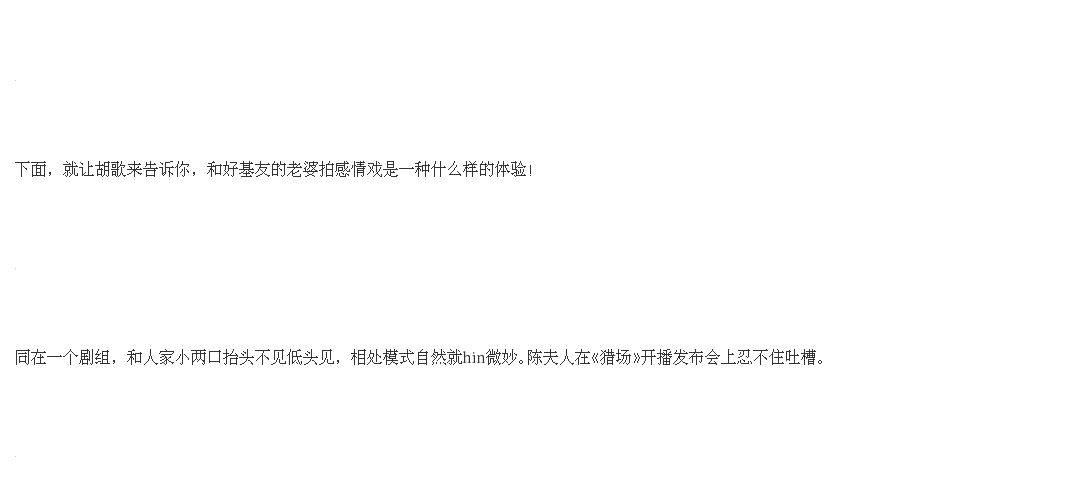 下面，就让胡歌来告诉你，和好基友的老婆拍感情戏是一种什么样的体验！
同在一个剧组，和人家小两口抬头不见低头见，相处模式自然就hin微妙。陈夫人在《猎场》开播发布会上忍不住吐槽。